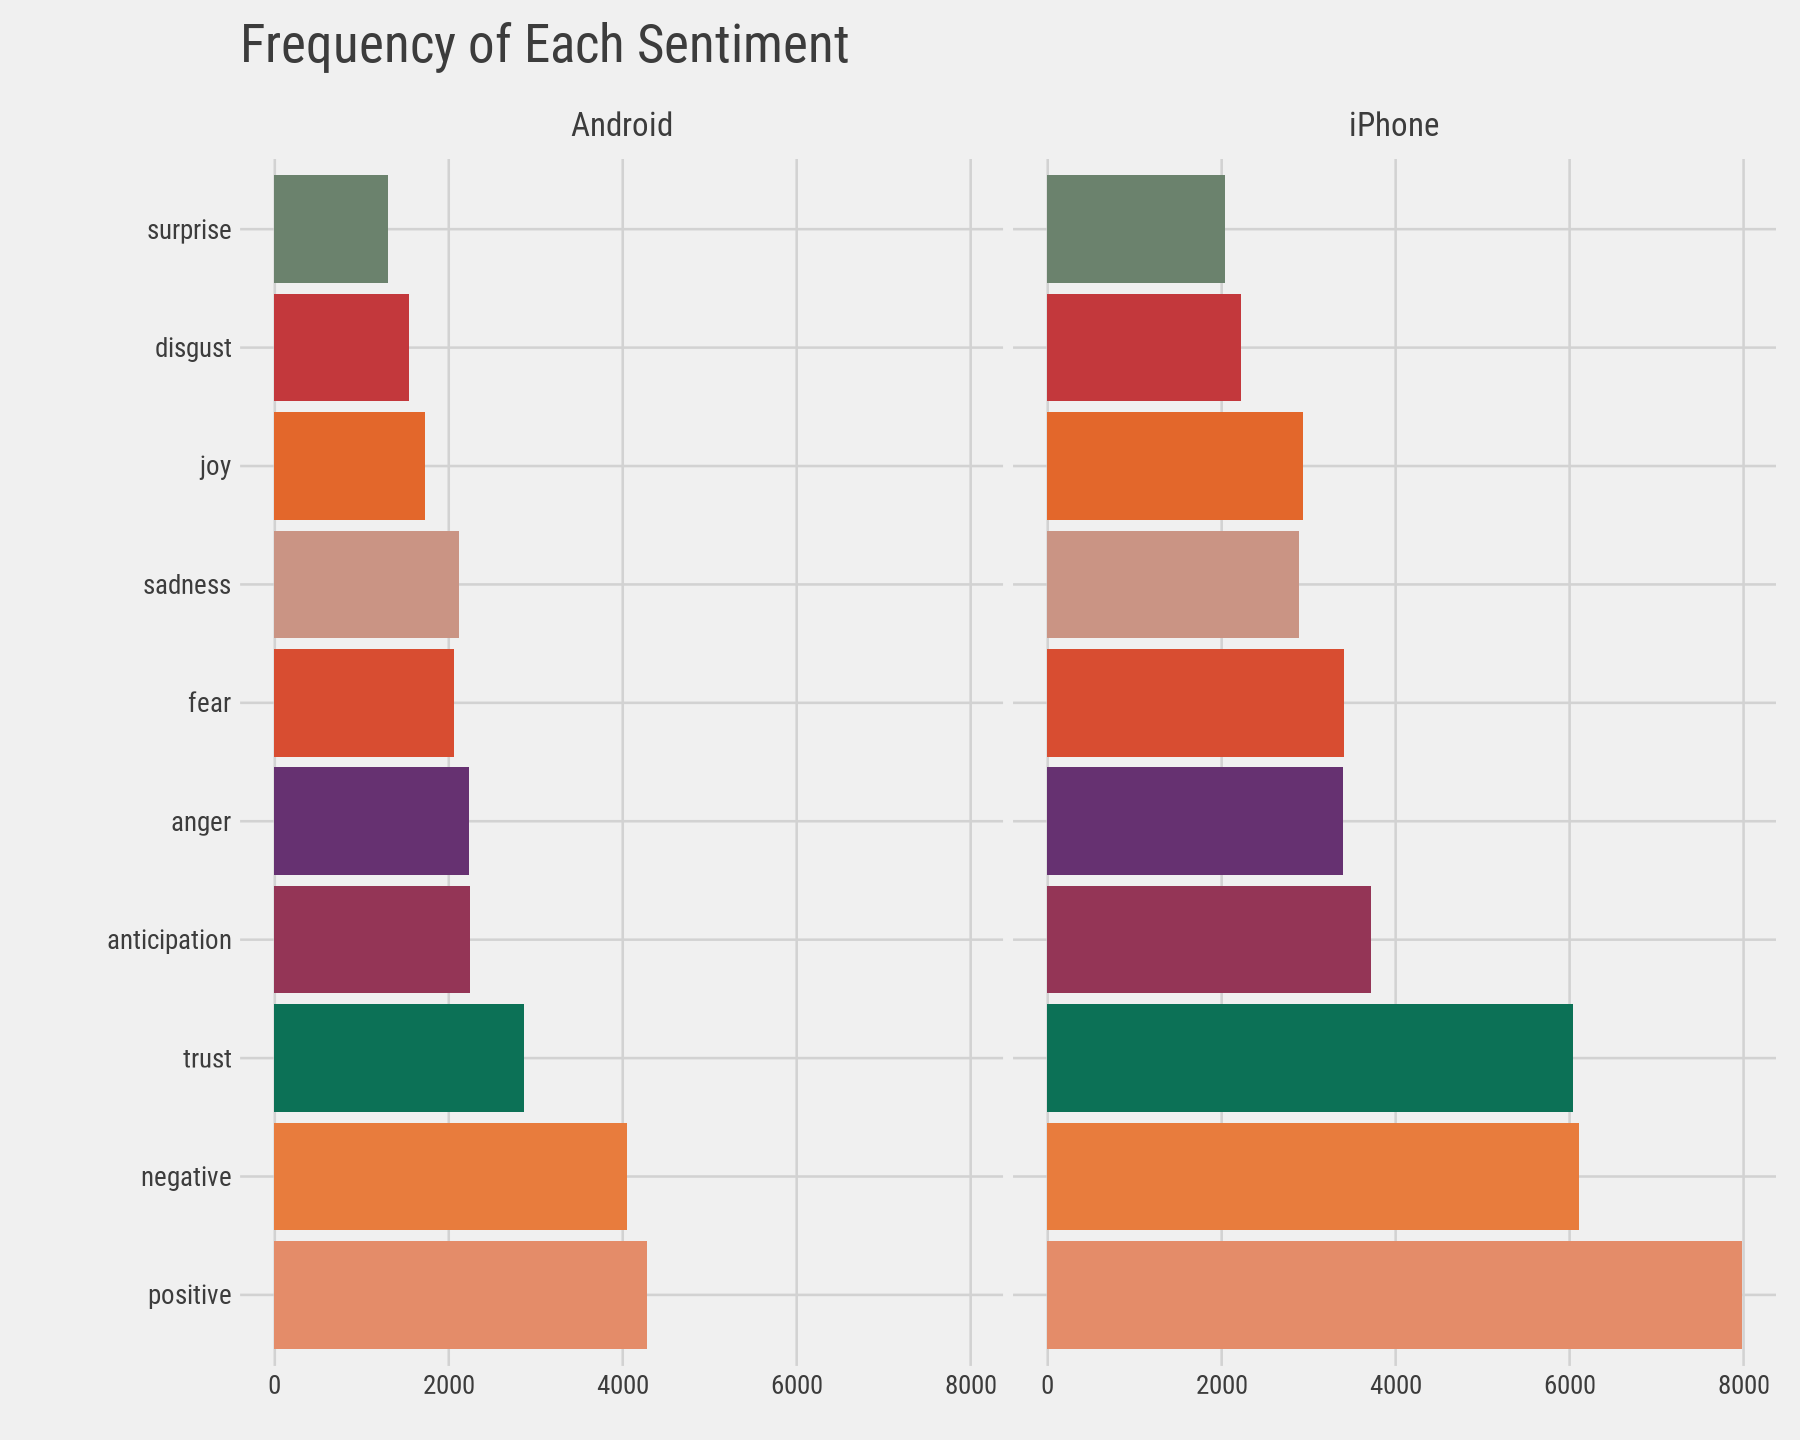 Frequency of Each Sentiment
Android
iPhone
surprise
disgust
joy
sadness
fear
anger
anticipation
trust
negative
positive
0 2000 4000 6000 8000
0 2000 4000 6000 8000